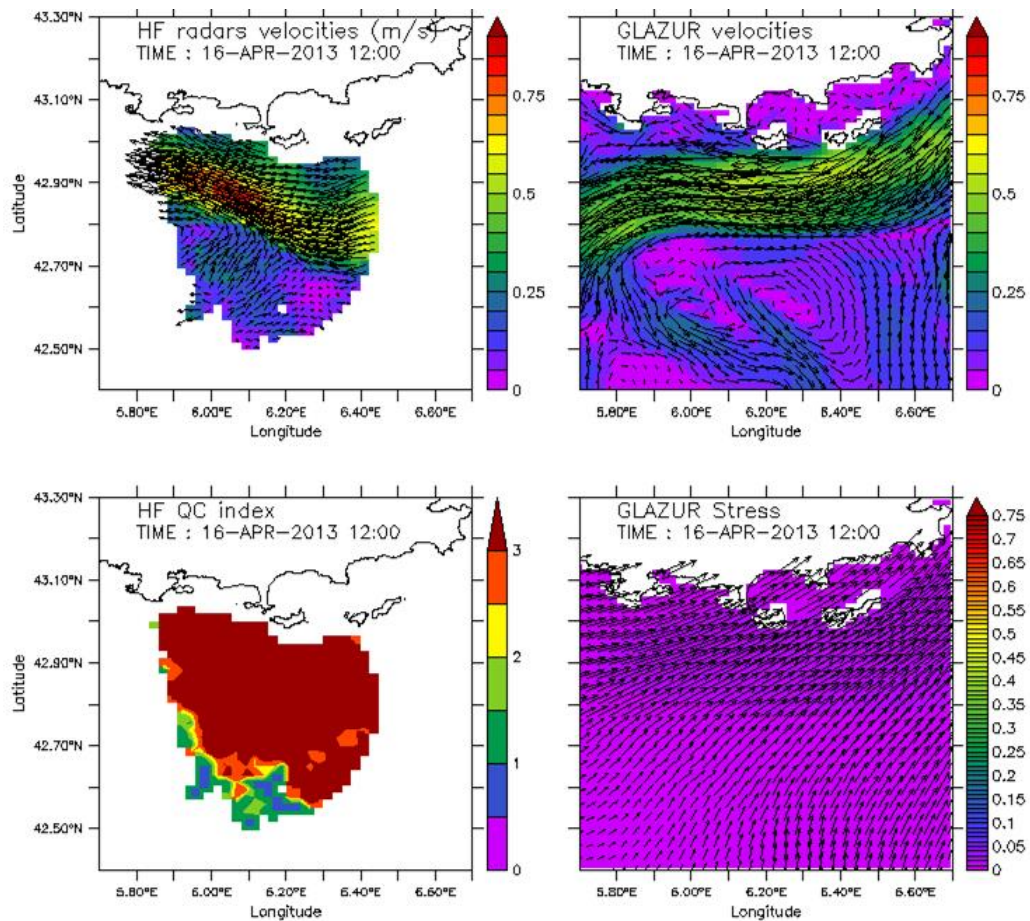 HF radars velocities (m/s)
TIME : 16-APR-2013 12:00
43.30°N
43.10°N
42.90°N
42.70°N
42.50°N
Latitude
5.80°E 6.00°E 6.20°E 6.40°E 6.60°E
Longitude
0.75
0.5
0.25
0
GLAZUR velocities
TIME : 16-APR-2013 12:00
5.80°E 6.00°E 6.20°E 6.40°E 6.60°E
Longitude
0.75
0.5
0.25
0
HF QC index
TIME : 16-APR-2013 12:00
43.30°N
43.10°N
42.90°N
42.70°N
42.50°N
Latitude
5.80°E 6.00°E 6.20°E 6.40°E 6.60°E
Longitude
3
2
1
0
GLAZUR Stress
TIME : 16-APR-2013 12:00
5.80°E 6.00°E 6.20°E 6.40°E 6.60°E
Longitude
0.75
0.7
0.65
0.6
0.55
0.5
0.45
0.4
0.35
0.3
0.25
0.2
0.15
0.1
0.05
0